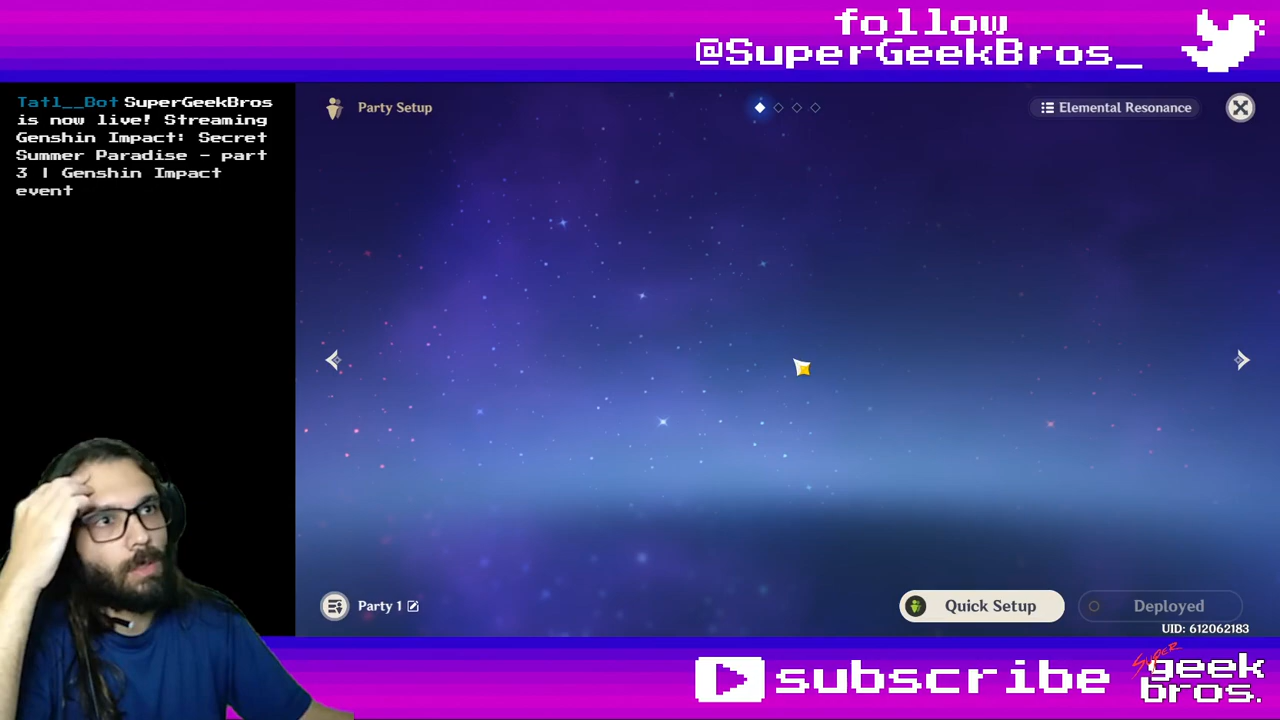 follow
@SuperGeekBros_
Tatl__Bot SuperGeekBros
is now live! Streaming
Genshin Impact: Secret
Summer Paradise - part
3 | Genshin Impact
event
Party Setup
Elemental Resonance
Party 1
Quick Setup
Deployed
UID: 612062183
subscribe
SUPER
geek
bros.